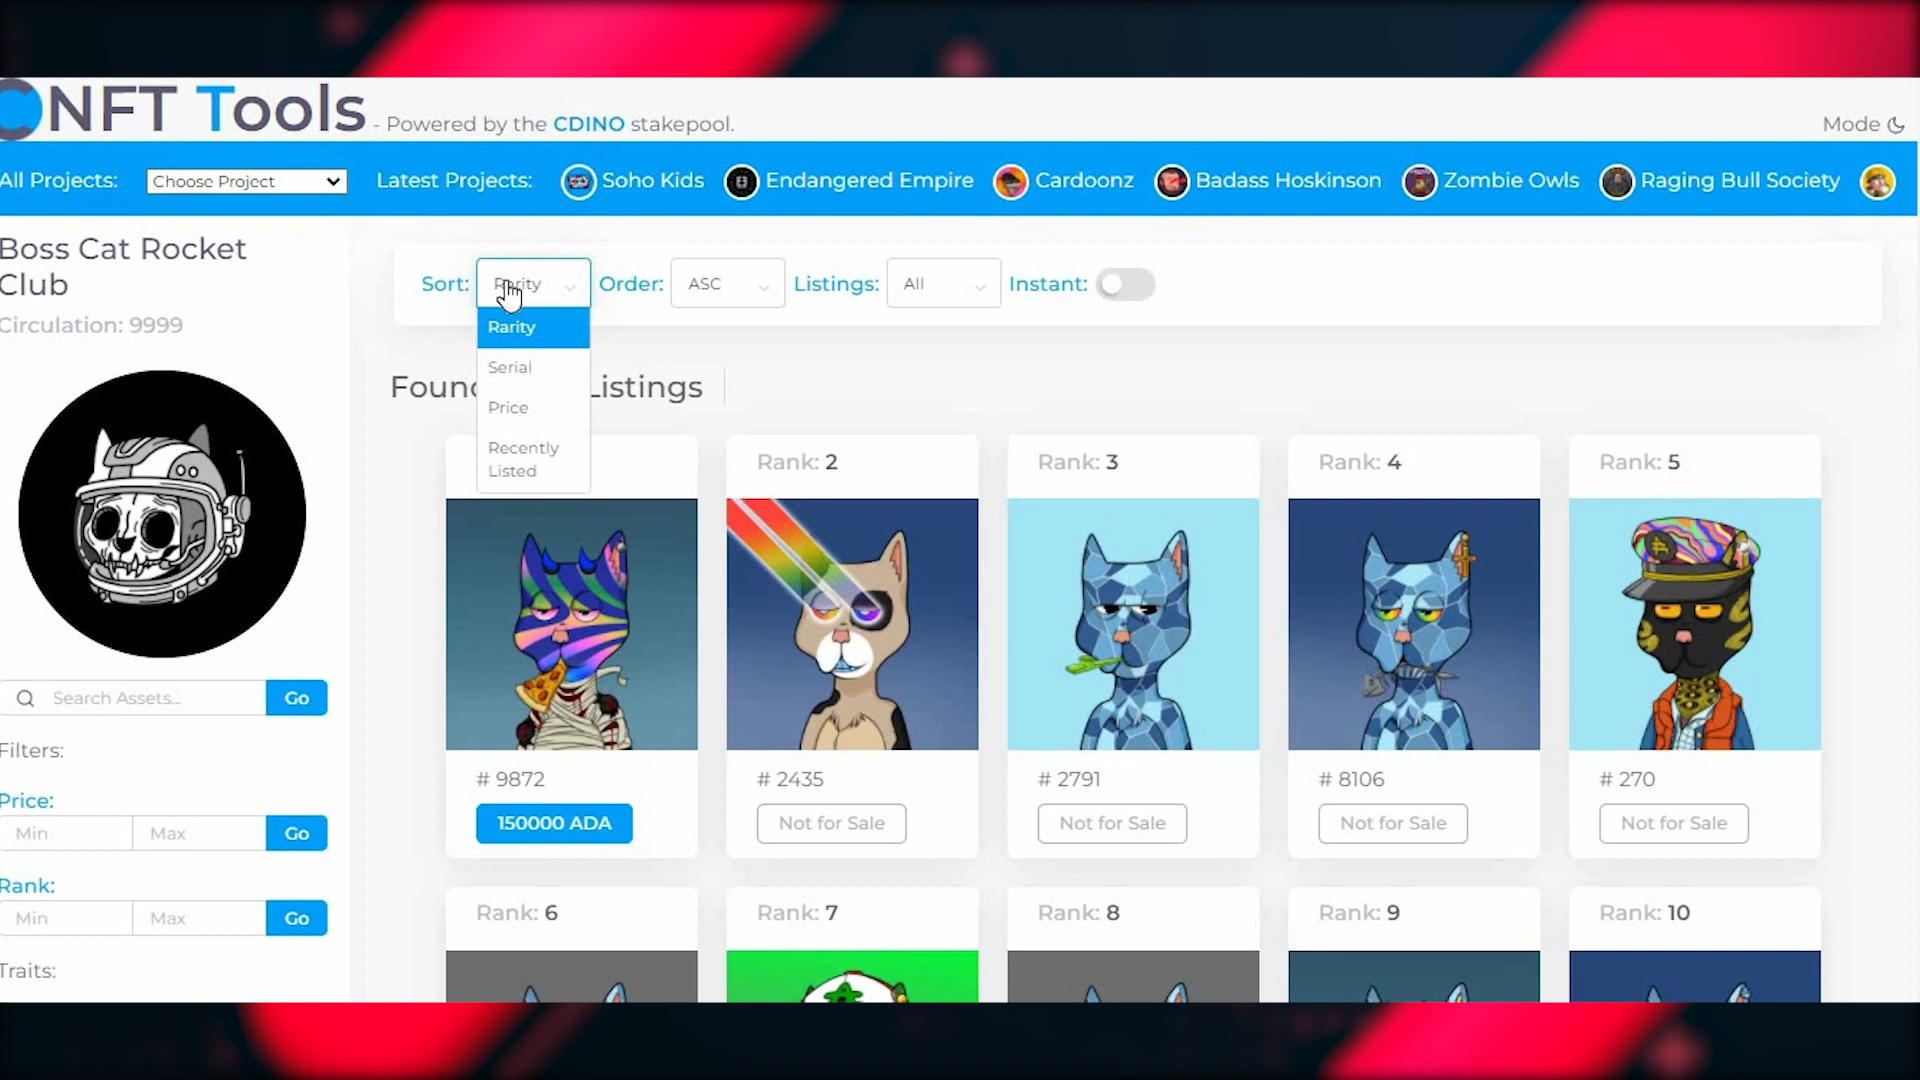 CNFT Tools - Powered by the CDINO stakepool.
Mode
All Projects: Choose Project Latest Projects: Soho Kids Endangered Empire Cardoonz Badass Hoskinson Zombie Owls Raging Bull Society
Boss Cat Rocket
Club
Circulation: 9999
Search Assets... Go
Filters:
Price:
Min Max Go
Rank:
Min Max Go
Traits:
Sort: Rarity Order: ASC Listings: All Instant:
Rarity
Serial
Price
Recently
Listed
Listings
Rank: 2
Rank: 3
Rank: 4
Rank: 5
# 9872
150000 ADA
# 2435
Not for Sale
# 2791
Not for Sale
# 8106
Not for Sale
# 270
Not for Sale
Rank: 6
Rank: 7
Rank: 8
Rank: 9
Rank: 10